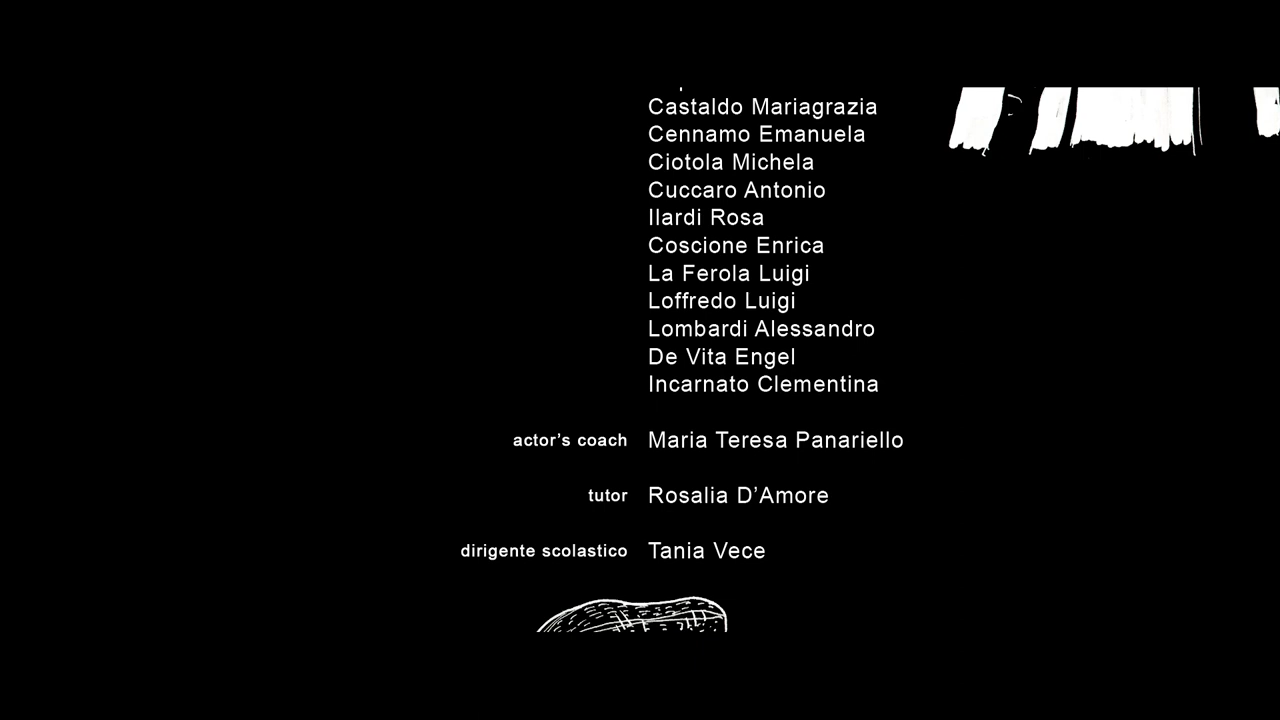 Castaldo Mariagrazia
Cennamo Emanuela
Ciotola Michela
Cuccaro Antonio
Ilardi Rosa
Coscione Enrica
La Ferola Luigi
Loffredo Luigi
Lombardi Alessandro
De Vita Engel
Incarnato Clementina
actor’s coach Maria Teresa Panariello
tutor Rosalia D’Amore
dirigente scolastico Tania Vece